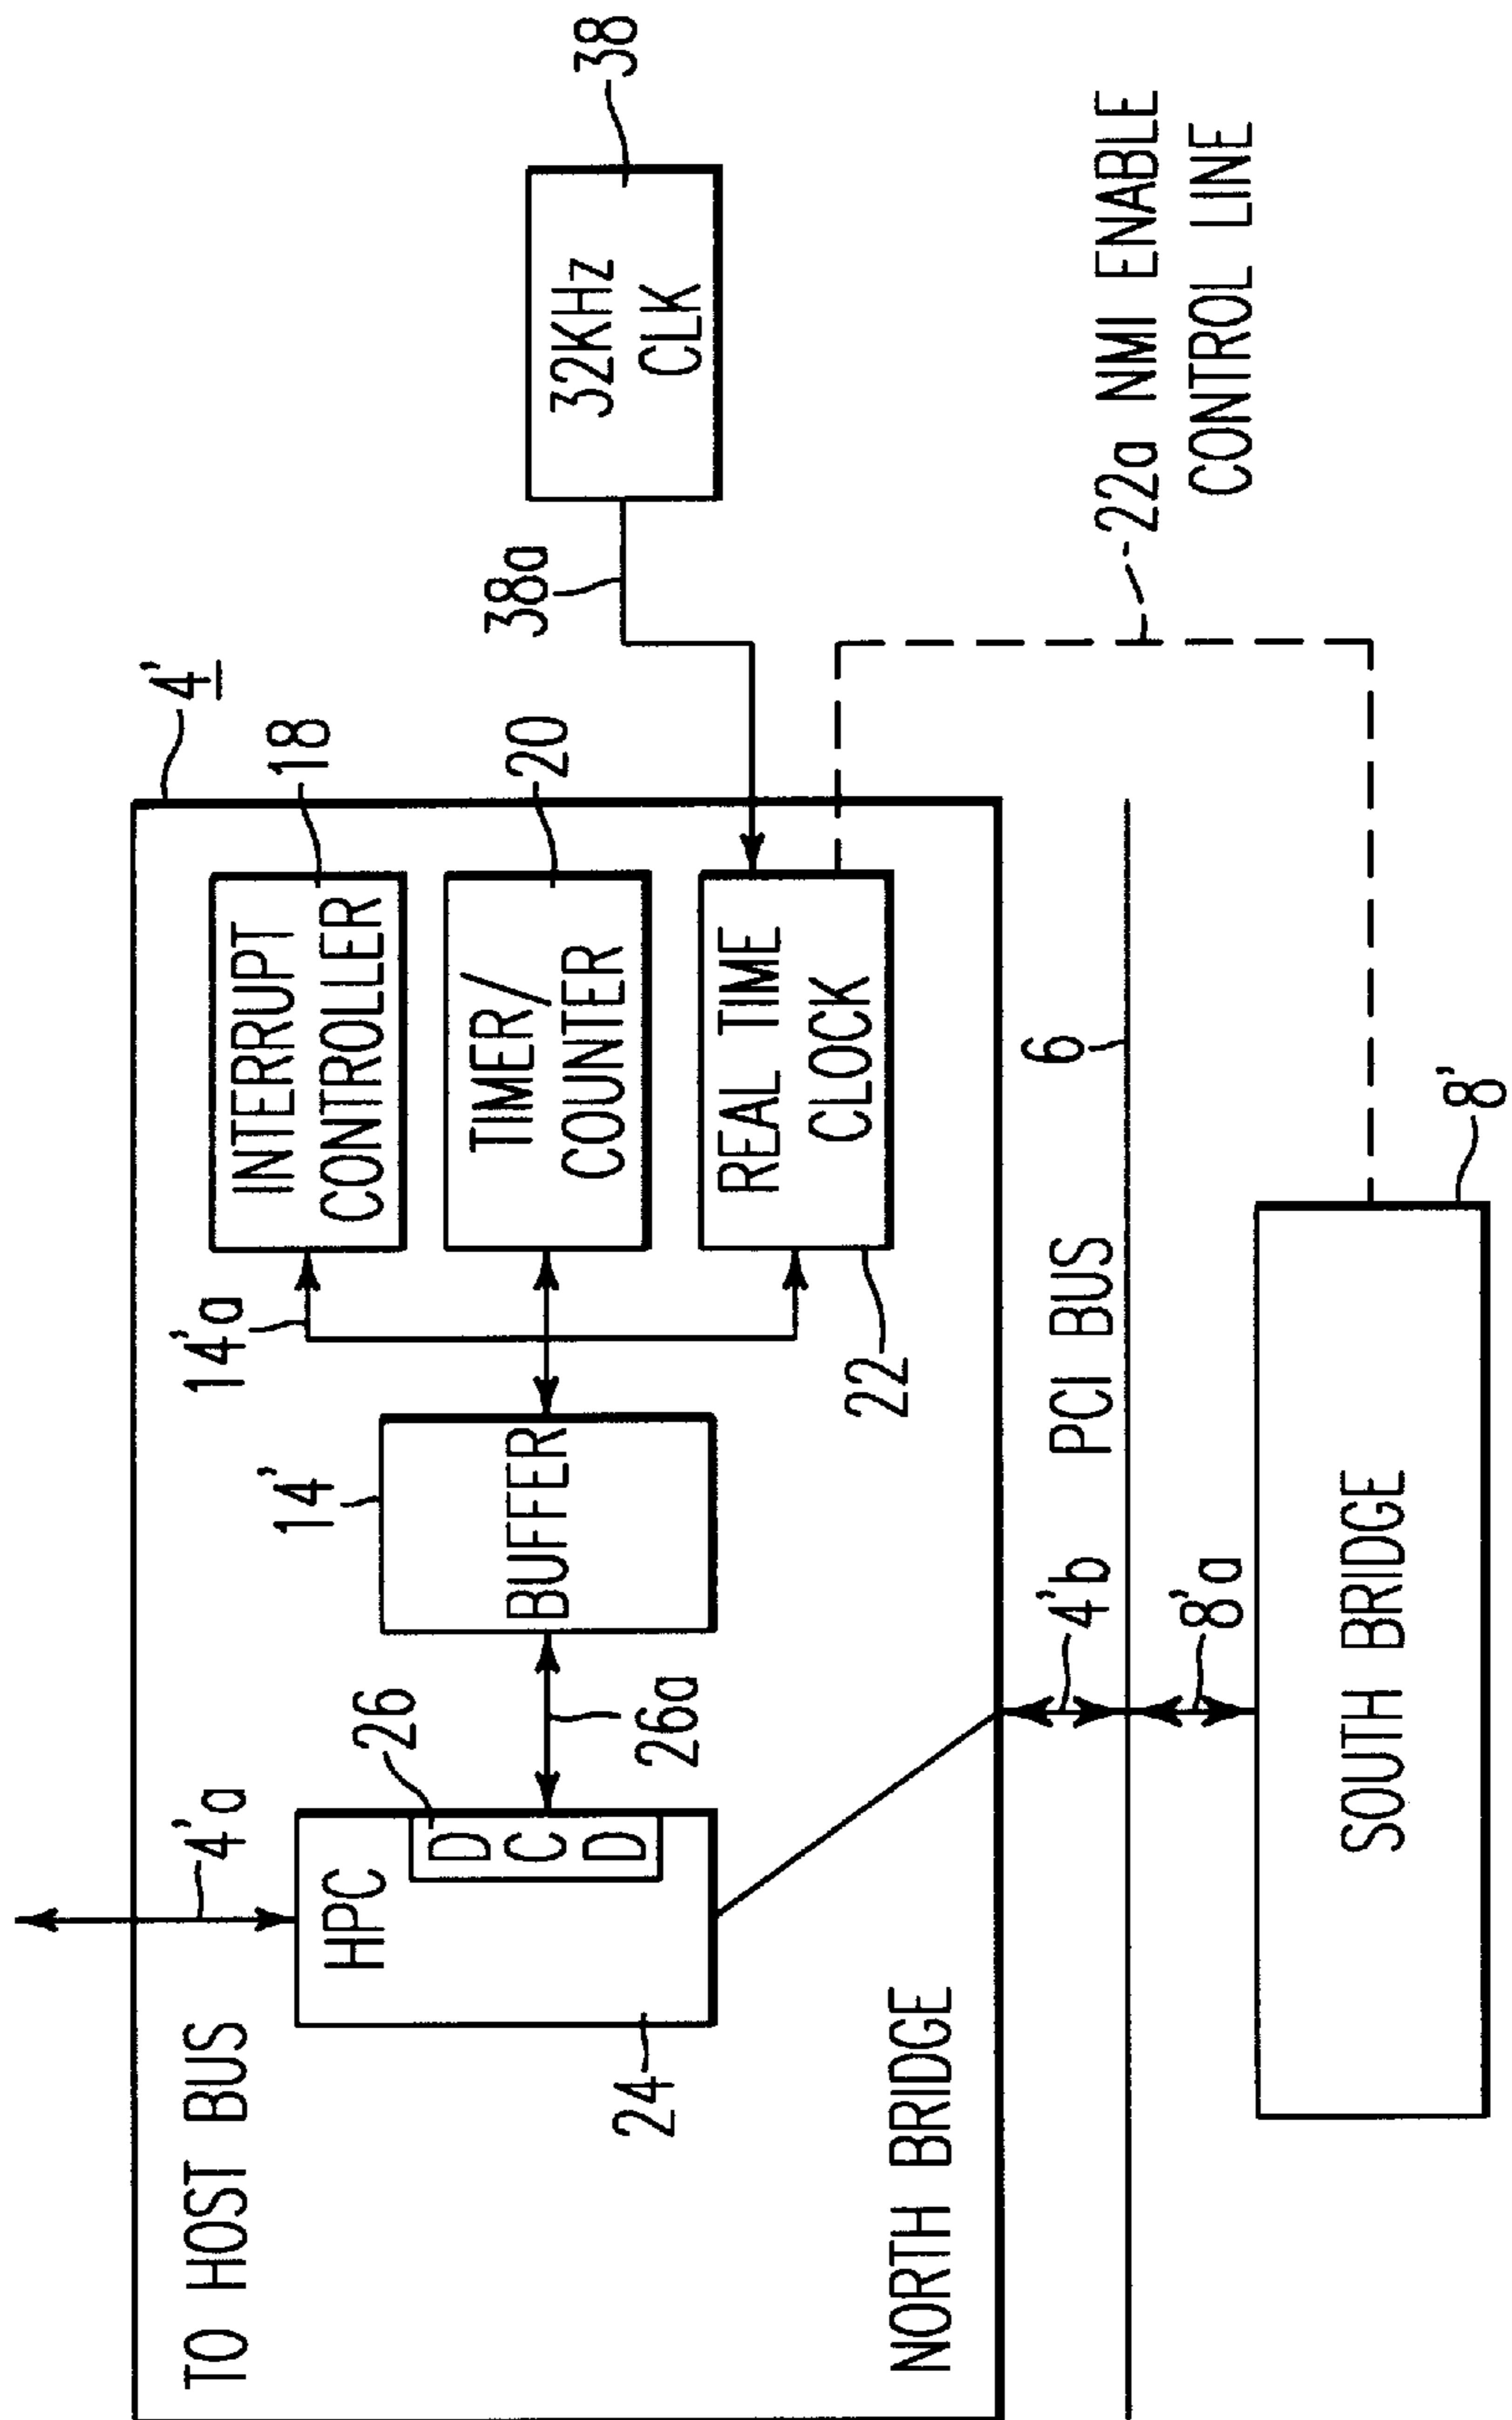 4'
38
TO HOST BUS
4'a
14'a
18
INTERRUPT
CONTROLLER
38a
32KHz
CLK
HPC
26
D
C
D
14'
BUFFER
20
TIMER/
COUNTER
24
26a
22
REAL TIME
CLOCK
NORTH BRIDGE
4'b
PCI BUS
6
22a NMI ENABLE
CONTROL LINE
8'a
SOUTH BRIDGE
8'